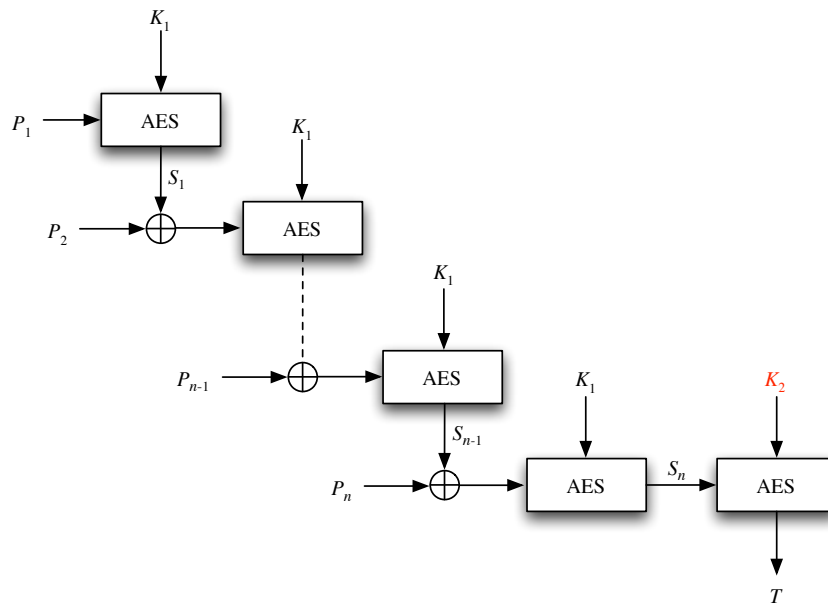 K₁
AES
P₁
S₁
K₁
P₂
AES
K₁
Pₙ₋₁
AES
K₁
K₂
Sₙ₋₁
Pₙ
AES
Sₙ
AES
T